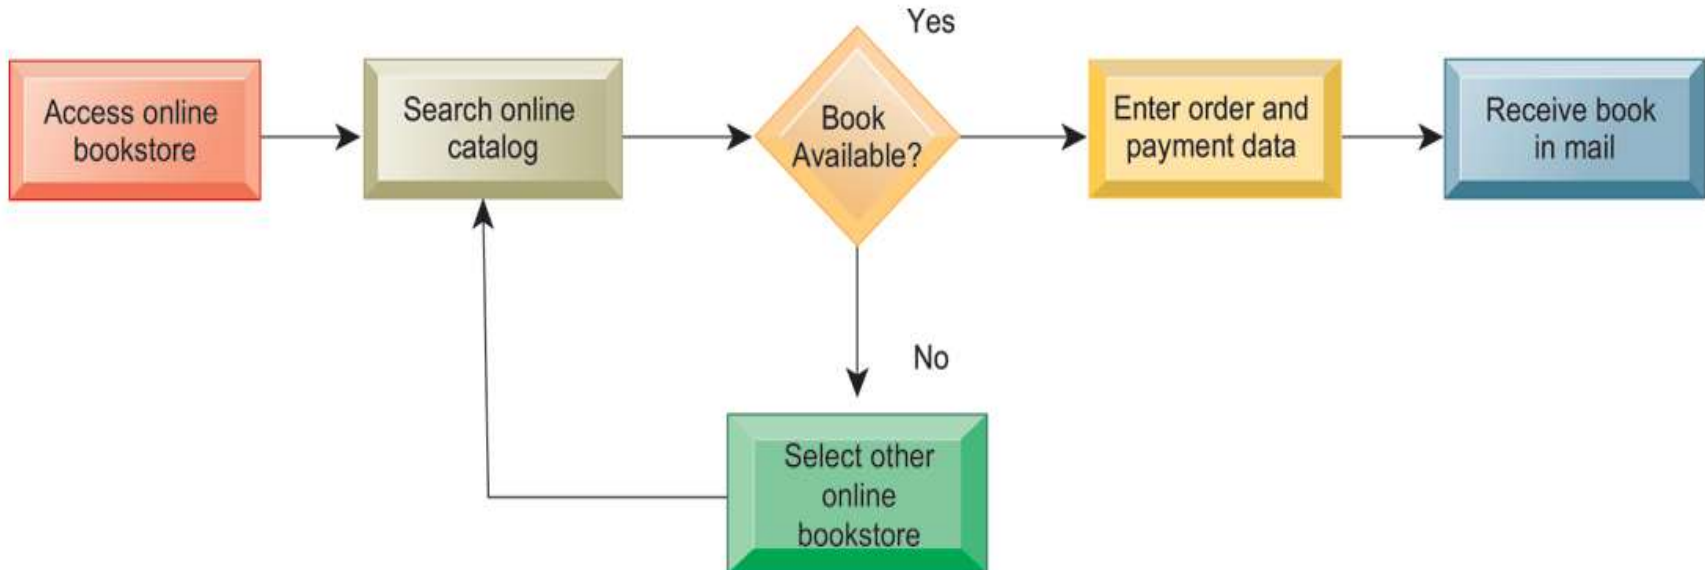 Access online
bookstore
Search online
catalog
Book
Available?
Yes
Enter order and
payment data
Receive book
in mail
No
Select other
online
bookstore